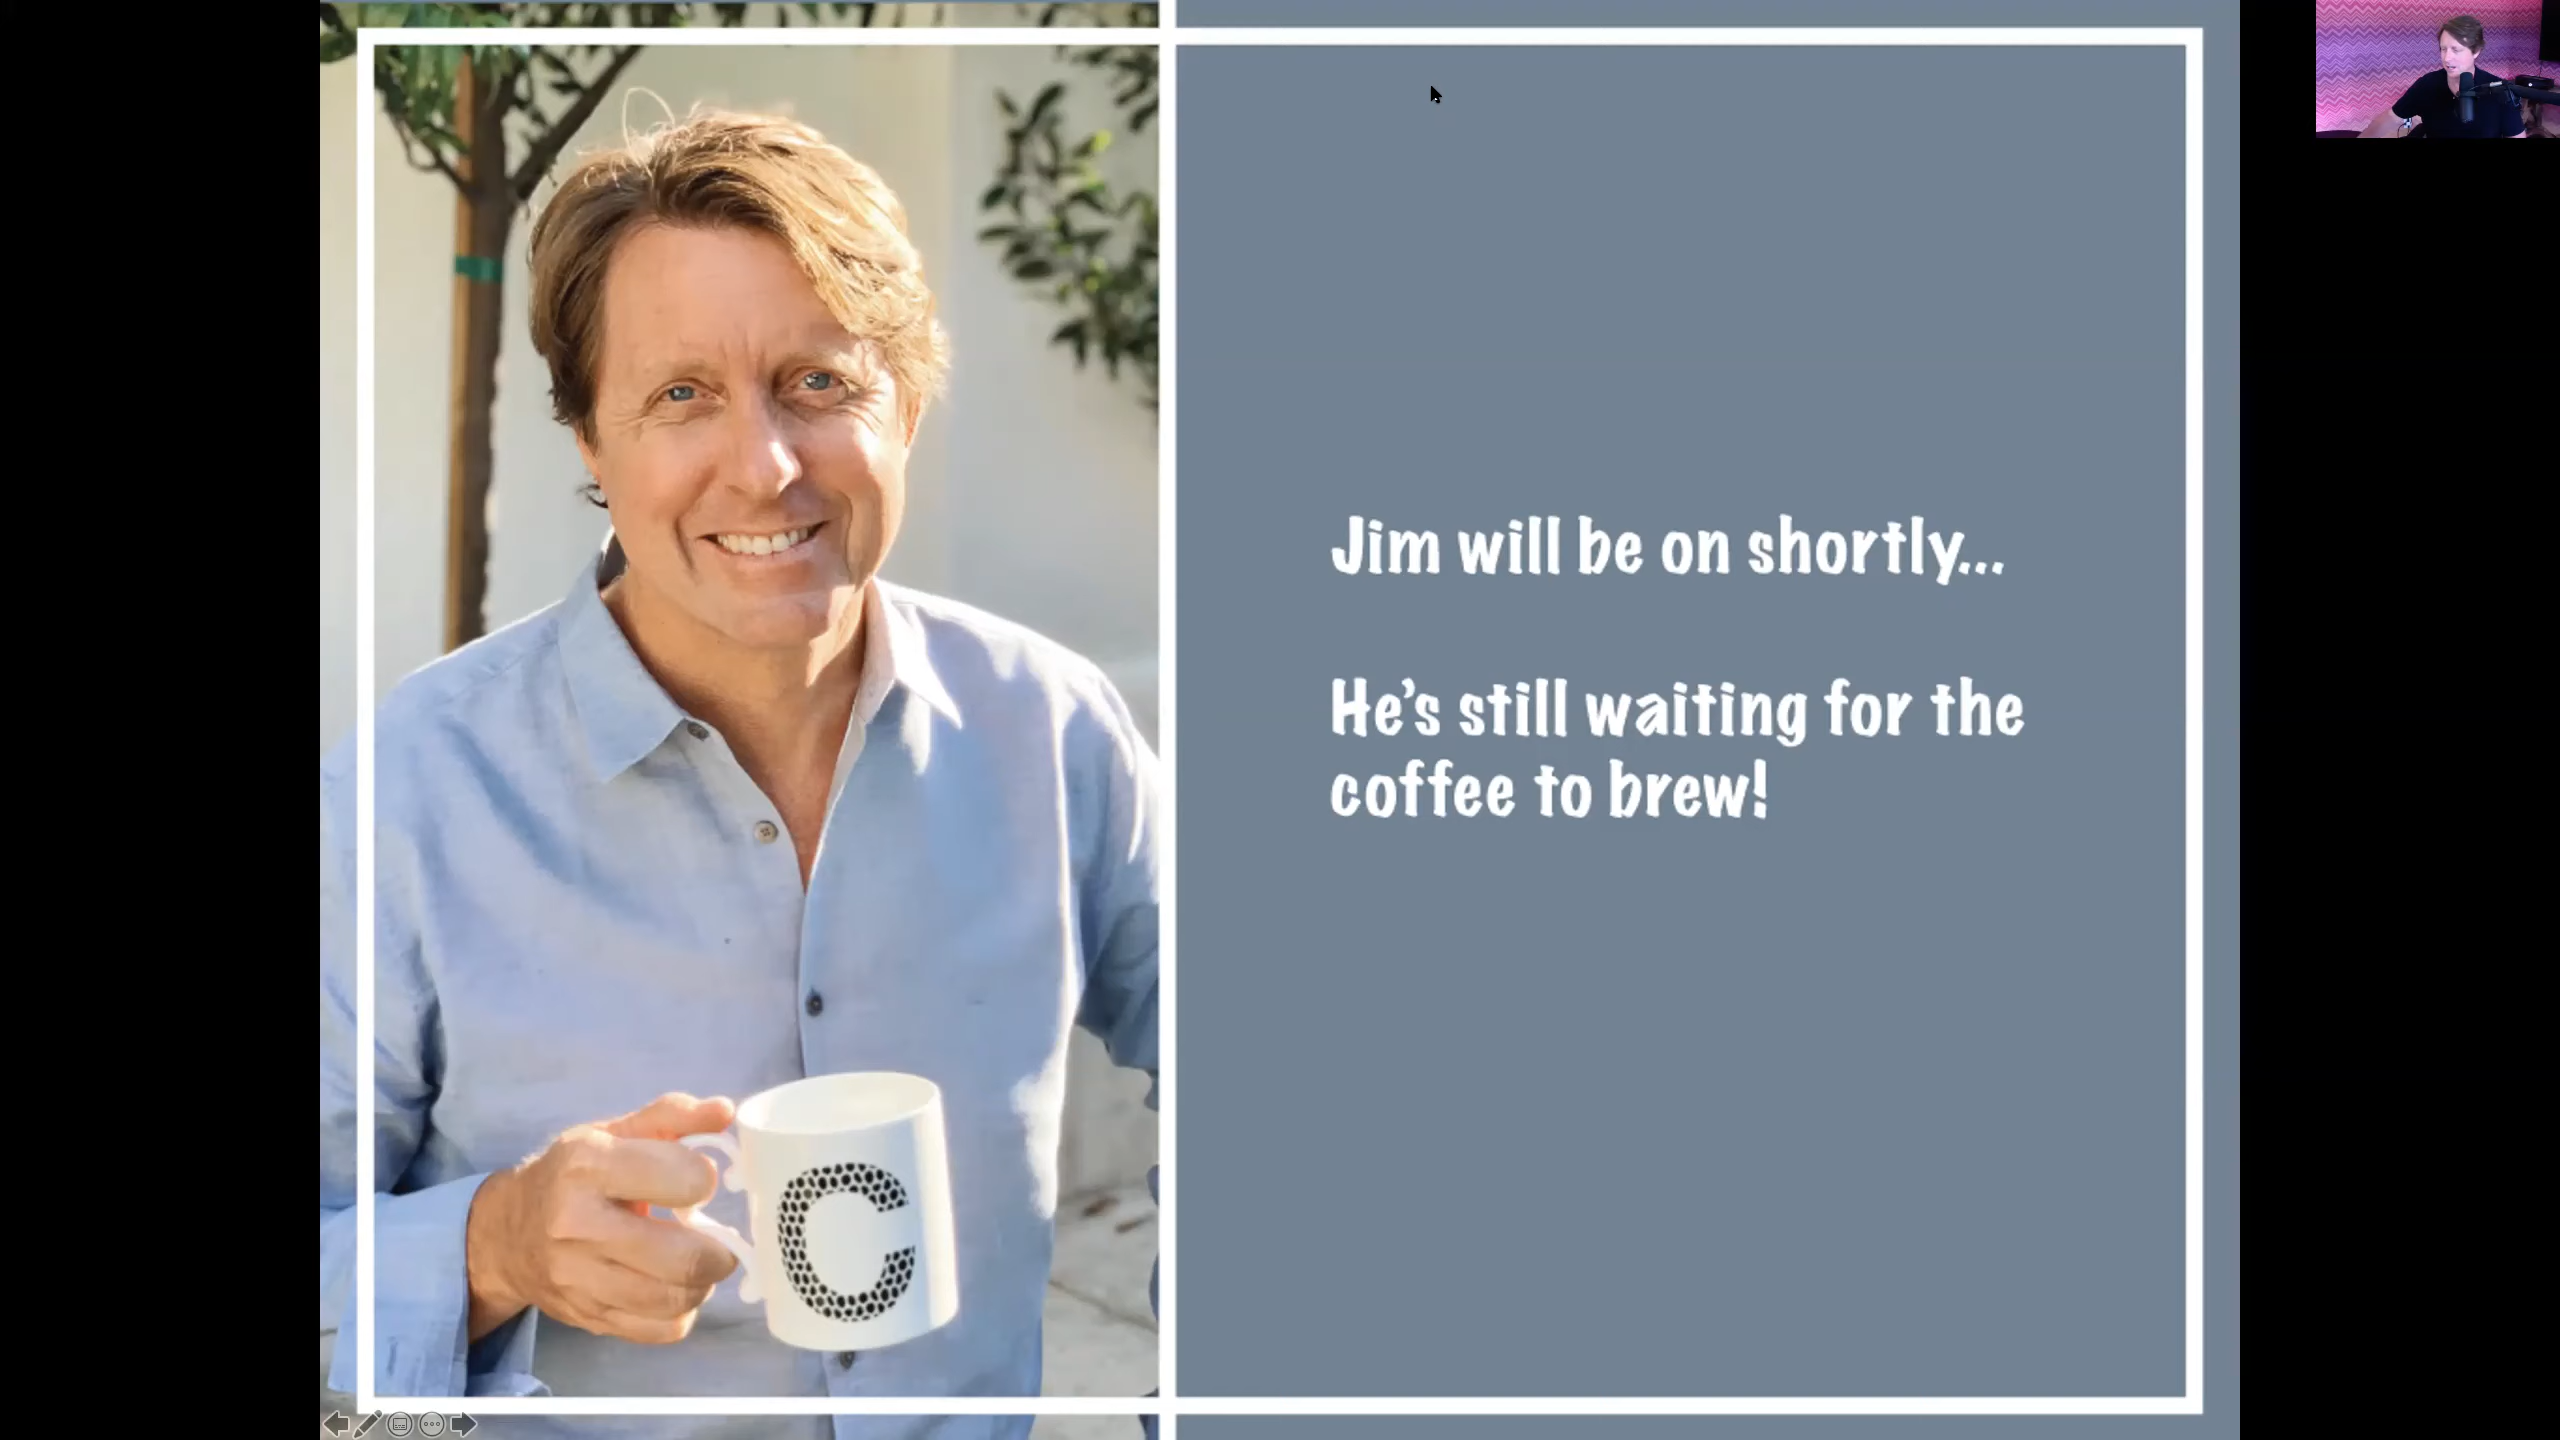 Jim will be on shortly...
He's still waiting for the
coffee to brew!
C